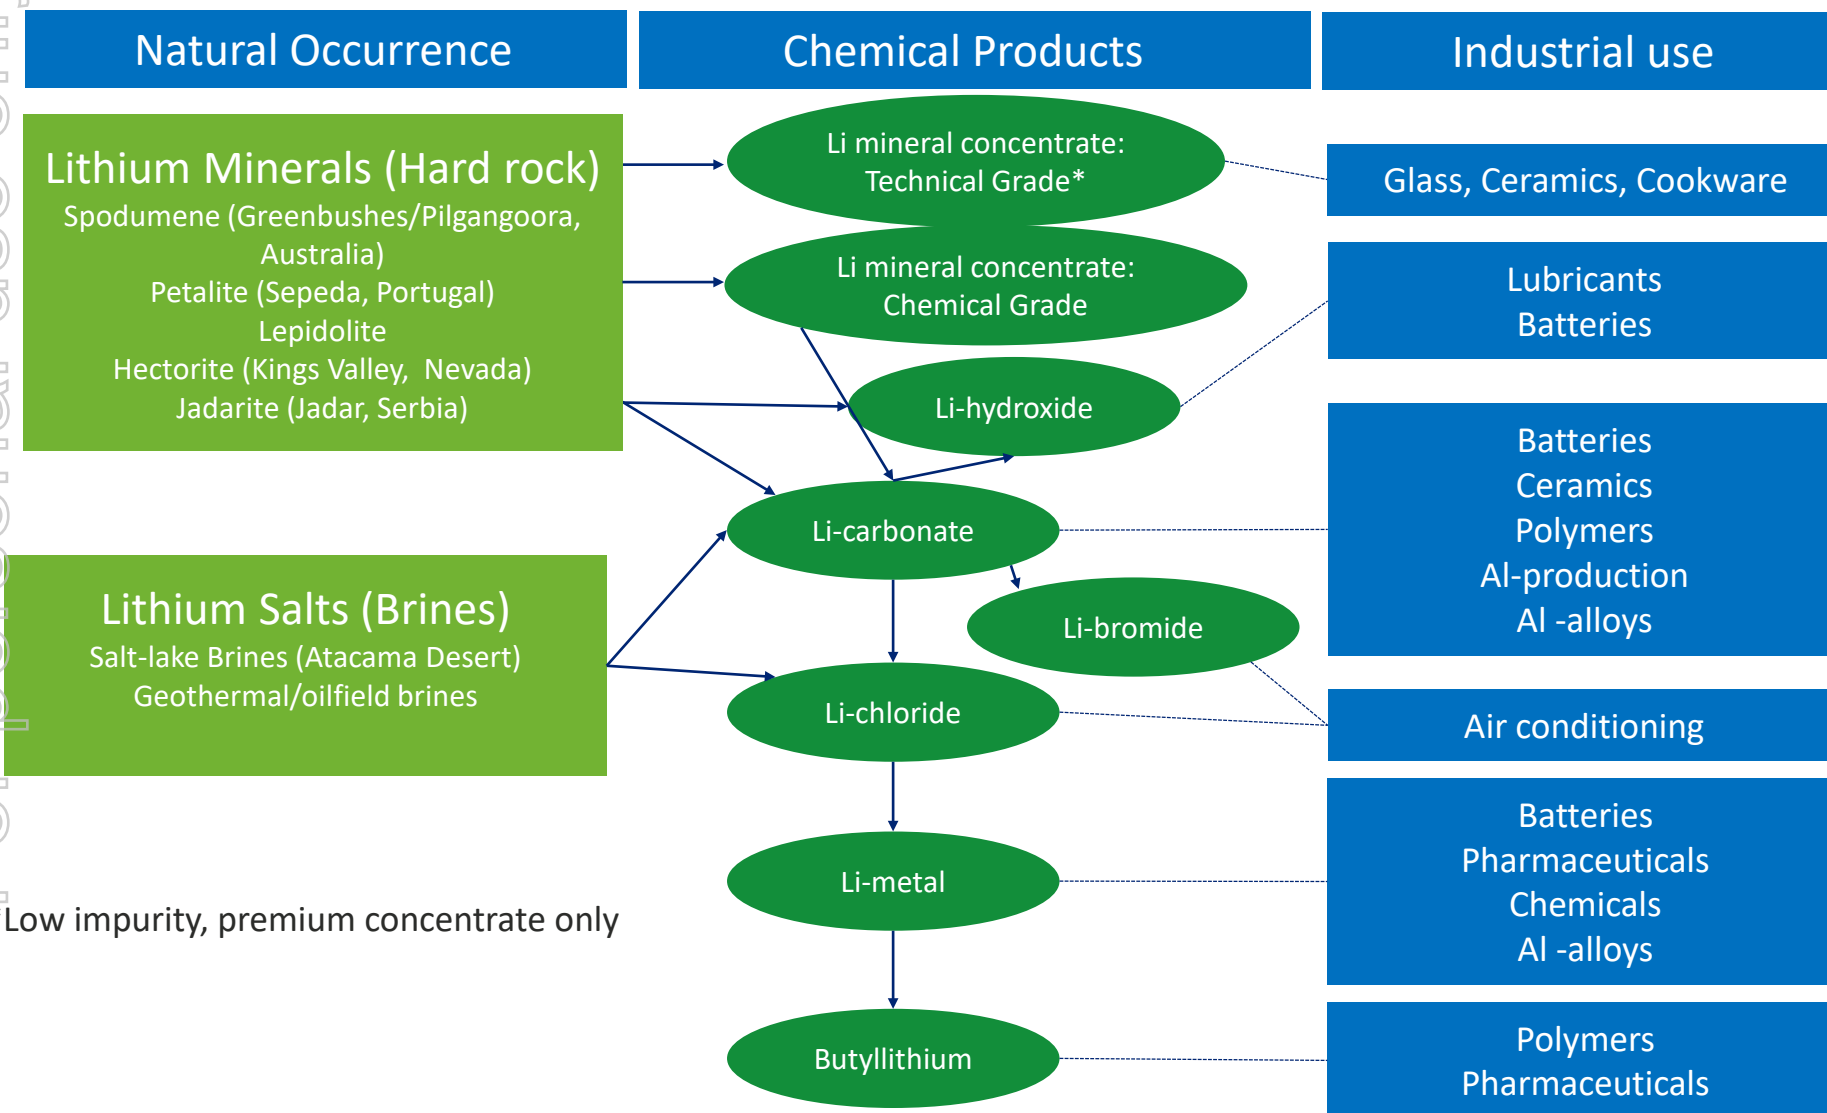 Natural Occurrence
Chemical Products
Industrial use
Lithium Minerals (Hard rock)
Spodumene (Greenbushes/Pilgangoora,
Australia)
Petalite (Sepeda, Portugal)
Lepidolite
Hectorite (Kings Valley, Nevada)
Jadarite (Jadar, Serbia)
Lithium Salts (Brines)
Salt-lake Brines (Atacama Desert)
Geothermal/oilfield brines
Low impurity, premium concentrate only
Li mineral concentrate:
Technical Grade*
Li mineral concentrate:
Chemical Grade
Li-hydroxide
Li-carbonate
Li-bromide
Li-chloride
Li-metal
Butyllithium
Glass, Ceramics, Cookware
Lubricants
Batteries
Batteries
Ceramics
Polymers
Al-production
Al -alloys
Air conditioning
Batteries
Pharmaceuticals
Chemicals
Al -alloys
Polymers
Pharmaceuticals